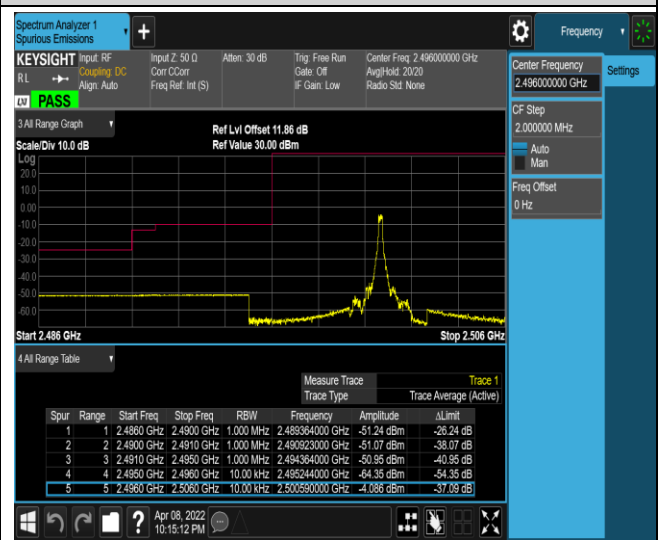 Spectrum Analyzer 1
Spurious Emissions
Frequency
KEYSIGHT
RL
Input: RF
Coupling: DC
Align: Auto
Input Z: 50 Ω
Corr CCorr
Freq Ref: Int (S)
Atten: 30 dB
Trig: Free Run
Gate: Off
IF Gain: Low
Center Freq: 2.496000000 GHz
Avg|Hold: 20/20
Radio Std: None
LXI PASS
Center Frequency
2.496000000 GHz
Settings
CF Step
2.000000 MHz
Auto
Man
Freq Offset
0 Hz
3 All Range Graph
Scale/Div 10.0 dB
Ref Lvl Offset 11.86 dB
Ref Value 30.00 dBm
Log
20.0
10.0
0.00
-10.0
-20.0
-30.0
-40.0
-50.0
-60.0
Start 2.486 GHz
Stop 2.506 GHz
4 All Range Table
Measure Trace Trace 1
Trace Type Trace Average (Active)
Spur Range Start Freq Stop Freq RBW Frequency Amplitude ΔLimit
1 1 2.4860 GHz 2.4900 GHz 1.000 MHz 2.489364000 GHz -51.24 dBm -26.24 dB
2 2 2.4900 GHz 2.4910 GHz 1.000 MHz 2.490923000 GHz -51.07 dBm -38.07 dB
3 3 2.4910 GHz 2.4950 GHz 1.000 MHz 2.494364000 GHz -50.95 dBm -40.95 dB
4 4 2.4950 GHz 2.4960 GHz 10.00 kHz 2.495244000 GHz -64.35 dBm -54.35 dB
5 5 2.4960 GHz 2.5060 GHz 10.00 kHz 2.500590000 GHz -4.086 dBm -37.09 dB
?
Apr 08, 2022
10:15:12 PM